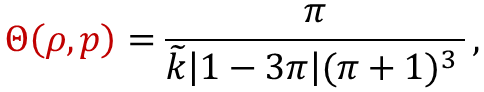 Θ(ρ, p) = π / (k̃|1 − 3π|(π + 1)³),